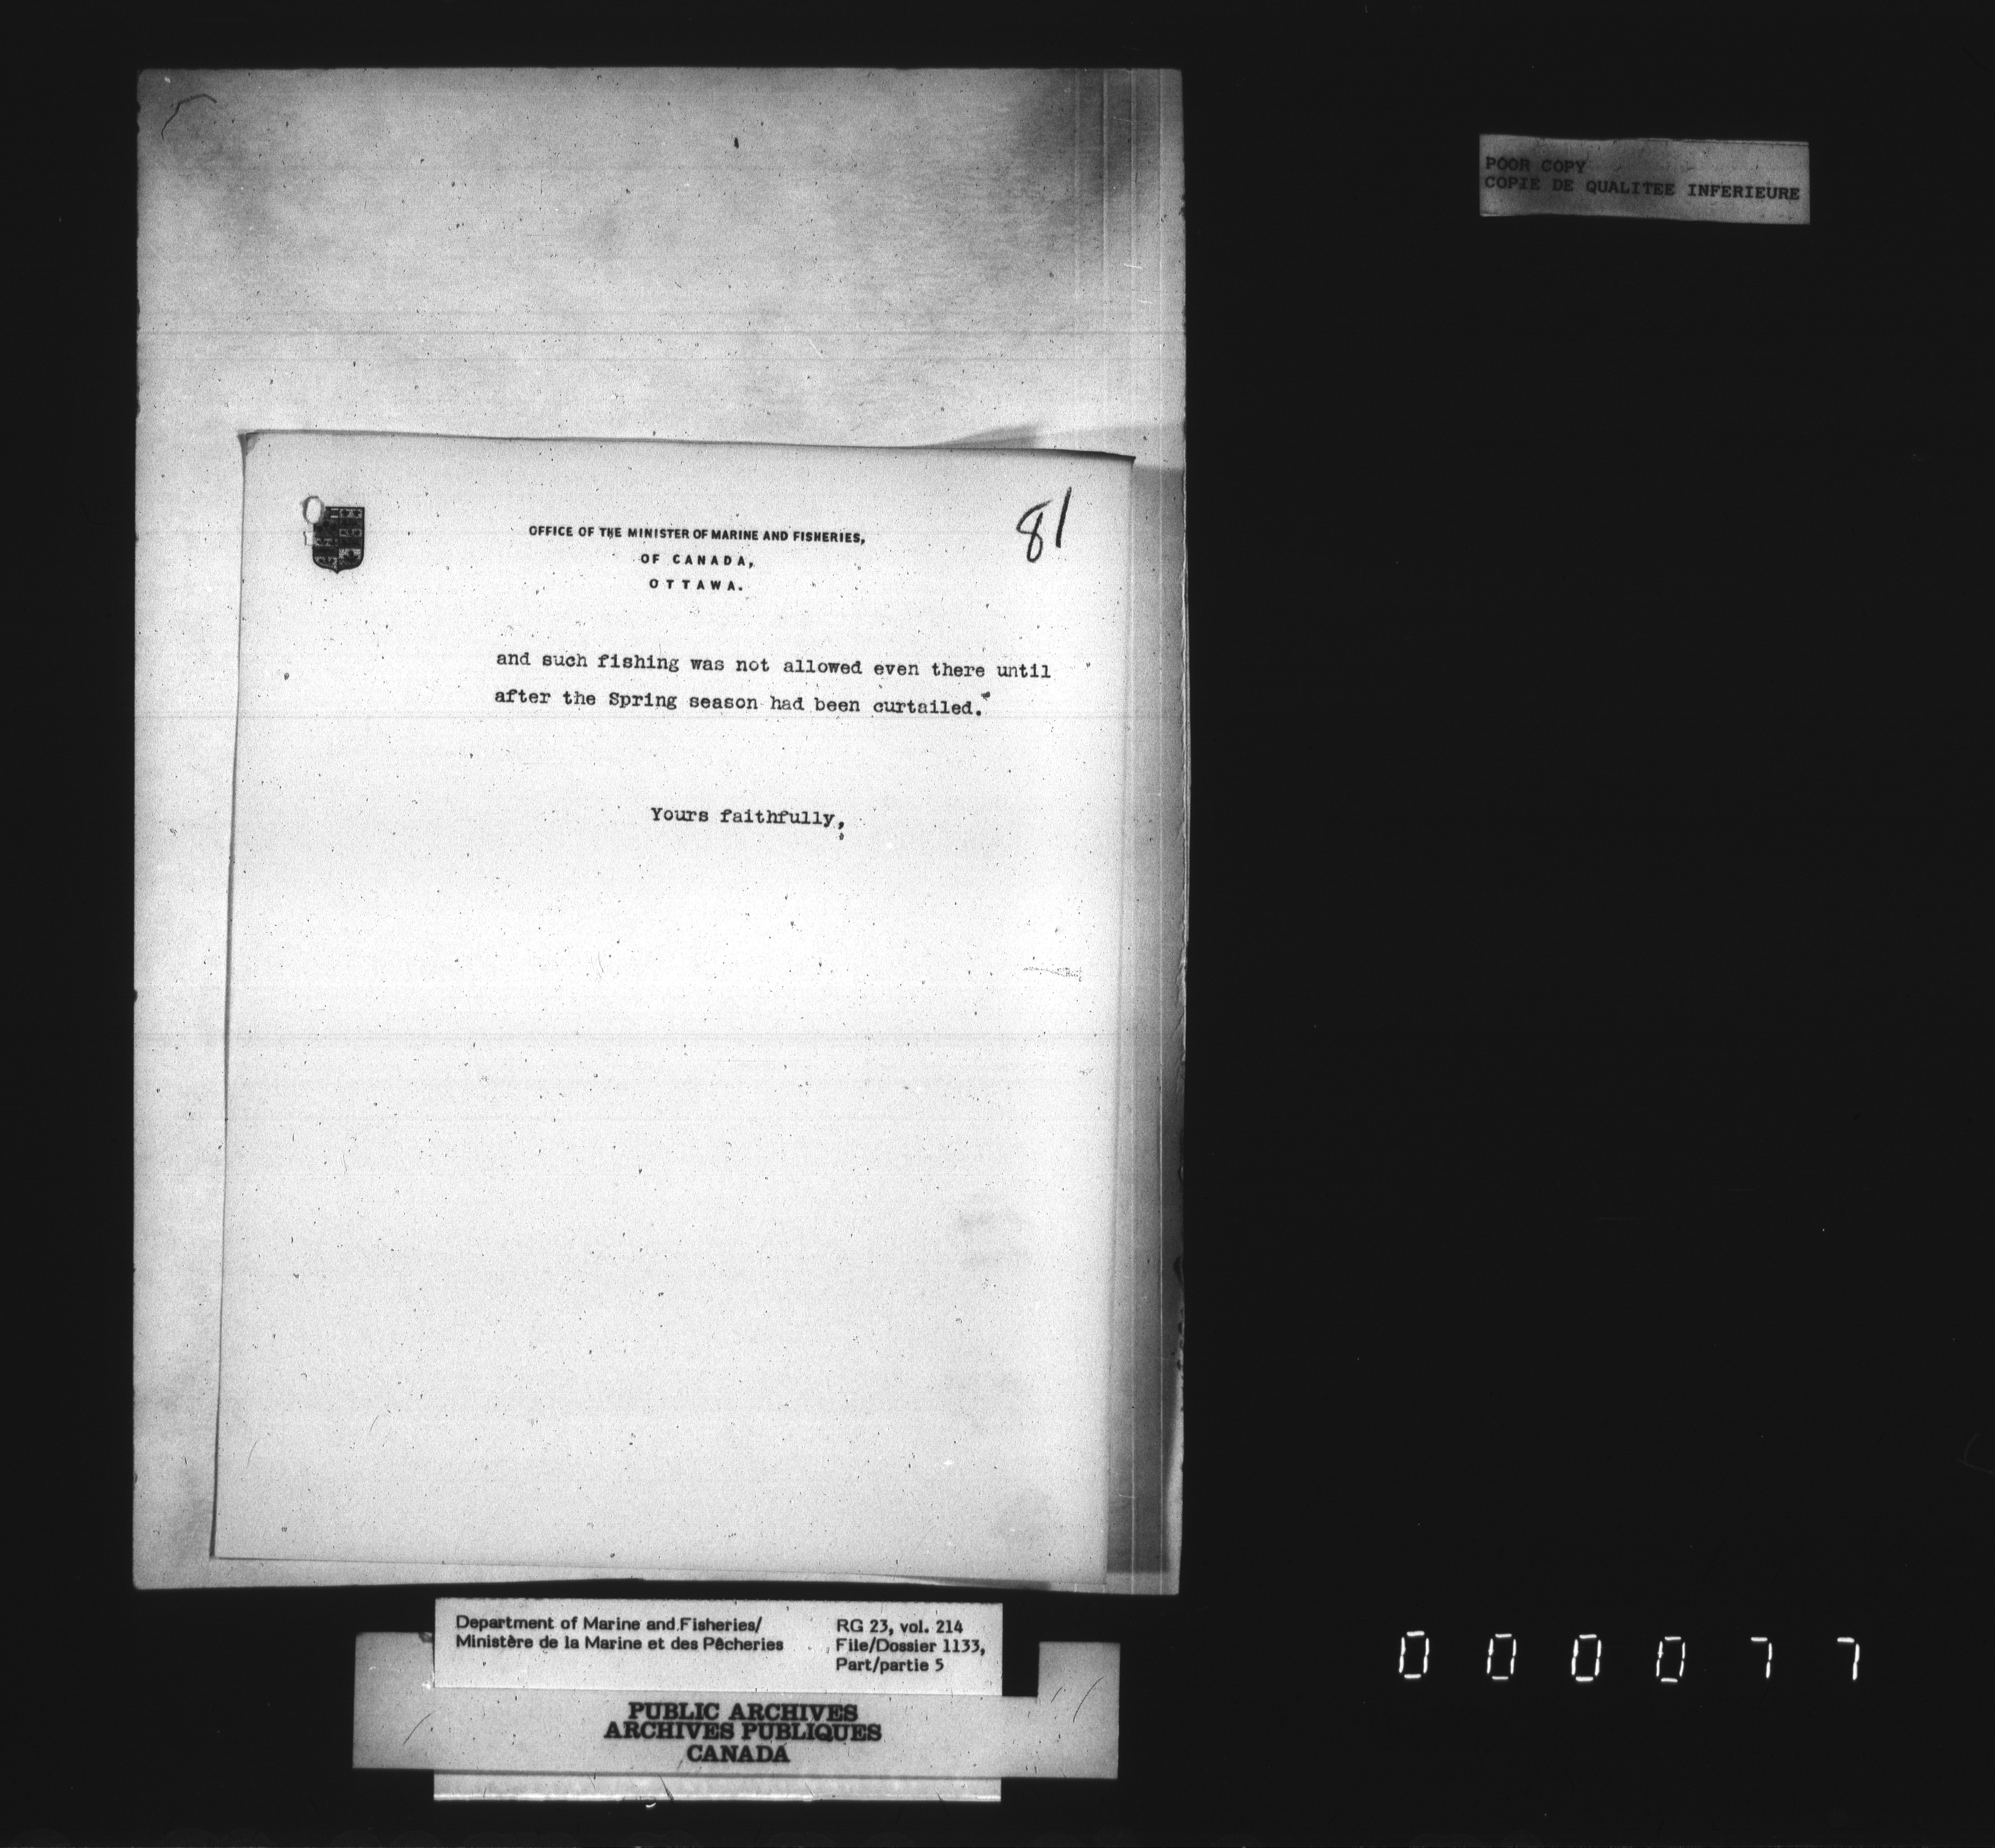 POOR COPY
COPIE DE QUALITEE INFERIEURE
81
OFFICE OF THE MINISTER OF MARINE AND FISHERIES,
OF CANADA,
OTTAWA.
and such fishing was not allowed even there until
after the Spring season had been curtailed.
Yours faithfully,
Department of Marine and Fisheries/
Ministère de la Marine et des Pêcheries
RG 23, vol. 214
File/Dossier 1133,
Part/partie 5
PUBLIC ARCHIVES
ARCHIVES PUBLIQUES
CANADA
000077